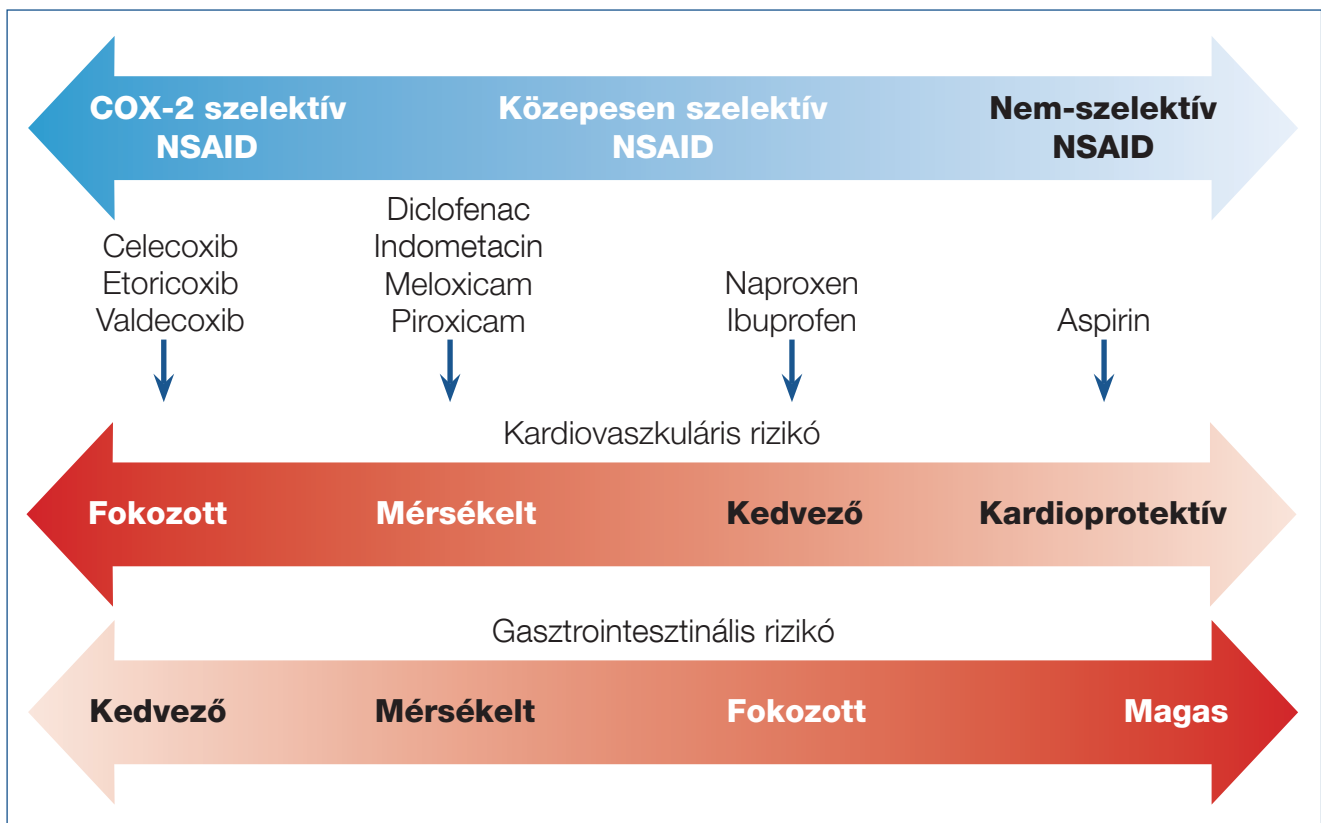 COX-2 szelektív
NSAID
Közepesen szelektív
NSAID
Nem-szelektív
NSAID
Celecoxib
Etoricoxib
Valdecoxib
Diclofenac
Indometacin
Meloxicam
Piroxicam
Naproxen
Ibuprofen
Aspirin
Kardiovaszkuláris rizikó
Fokozott
Mérsékelt
Kedvező
Kardioprotektív
Gasztrointesztinális rizikó
Kedvező
Mérsékelt
Fokozott
Magas